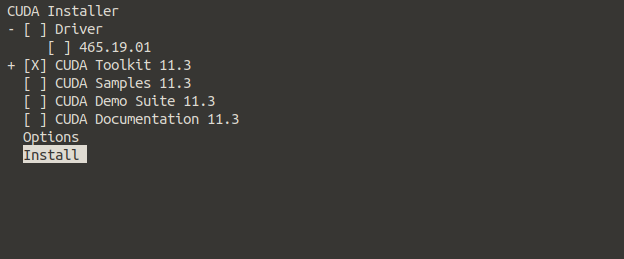 CUDA Installer
- [ ] Driver
     [ ] 465.19.01
+ [X] CUDA Toolkit 11.3
  [ ] CUDA Samples 11.3
  [ ] CUDA Demo Suite 11.3
  [ ] CUDA Documentation 11.3
  Options
  Install